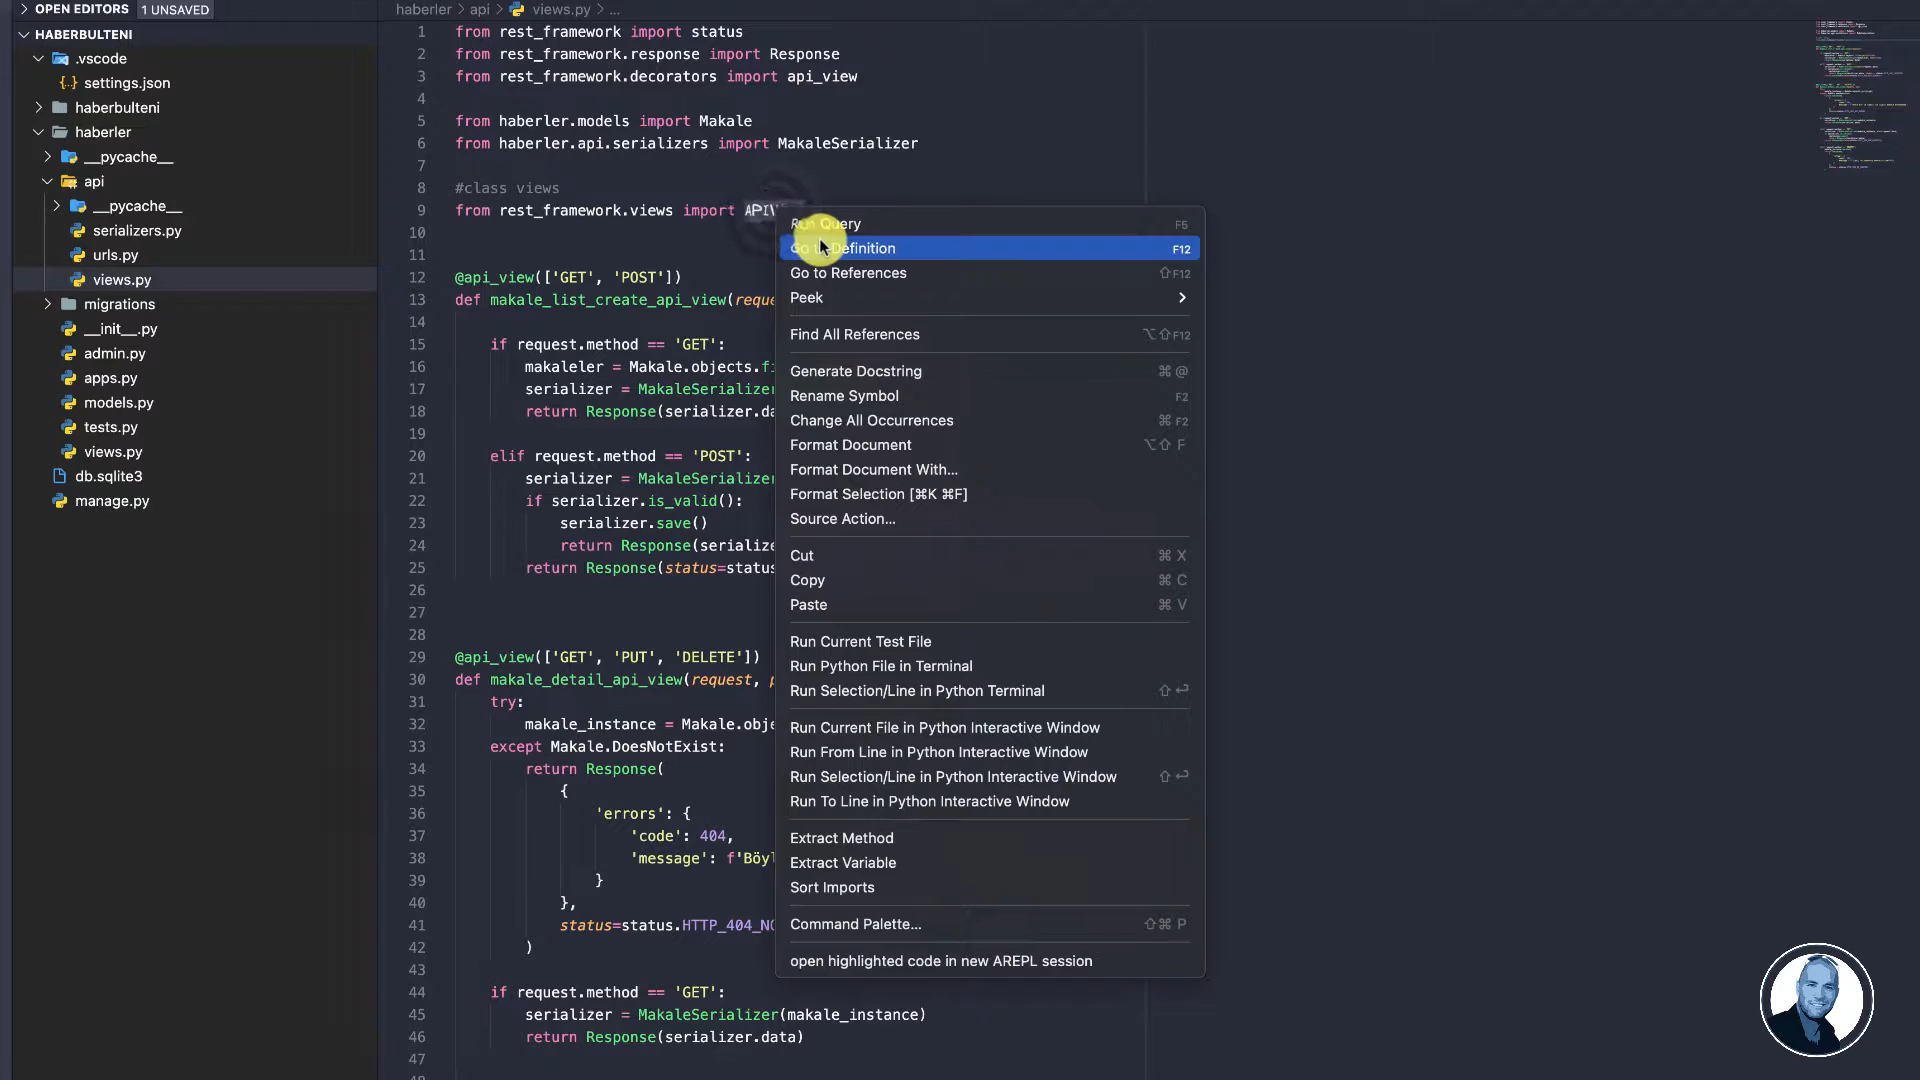 OPEN EDITORS 1 UNSAVED
HABERBULTENI
.vscode
settings.json
haberbulteni
haberler
__pycache__
api
__pycache__
serializers.py
urls.py
views.py
migrations
__init__.py
admin.py
apps.py
models.py
tests.py
views.py
db.sqlite3
manage.py
haberler > api > views.py > ...
1 from rest_framework import status
2 from rest_framework.response import Response
3 from rest_framework.decorators import api_view
4
5 from haberler.models import Makale
6 from haberler.api.serializers import MakaleSerializer
7
8 #class views
9 from rest_framework.views import
10
11
12 @api_view(['GET', 'POST'])
13 def makale_list_create_api_view(reque
14
15 if request.method == 'GET':
16 makaleler = Makale.objects.fi
17 serializer = MakaleSerializer
18 return Response(serializer.da
19
20 elif request.method == 'POST':
21 serializer = MakaleSerializer
22 if serializer.is_valid():
23 serializer.save()
24 return Response(serialize
25 return Response(status=status
26
27
28
29 @api_view(['GET', 'PUT', 'DELETE'])
30 def makale_detail_api_view(request, p
31 try:
32 makale_instance = Makale.obje
33 except Makale.DoesNotExist:
34 return Response(
35 {
36 'errors': {
37 'code': 404,
38 'message': f'Böyl
39 }
40 },
41 status=status.HTTP_404_NO
42 )
43
44 if request.method == 'GET':
45 serializer = MakaleSerializer(makale_instance)
46 return Response(serializer.data)
47
Run Query F5
Go to Definition F12
Go to References ⇧F12
Peek
Find All References ⌥⇧F12
Generate Docstring ⌘ @
Rename Symbol F2
Change All Occurrences ⌘ F2
Format Document ⌥⇧ F
Format Document With...
Format Selection [⌘K ⌘F]
Source Action...
Cut ⌘ X
Copy ⌘ C
Paste ⌘ V
Run Current Test File
Run Python File in Terminal
Run Selection/Line in Python Terminal ⇧⏎
Run Current File in Python Interactive Window
Run From Line in Python Interactive Window
Run Selection/Line in Python Interactive Window ⇧⏎
Run To Line in Python Interactive Window
Extract Method
Extract Variable
Sort Imports
Command Palette... ⇧⌘ P
open highlighted code in new AREPL session